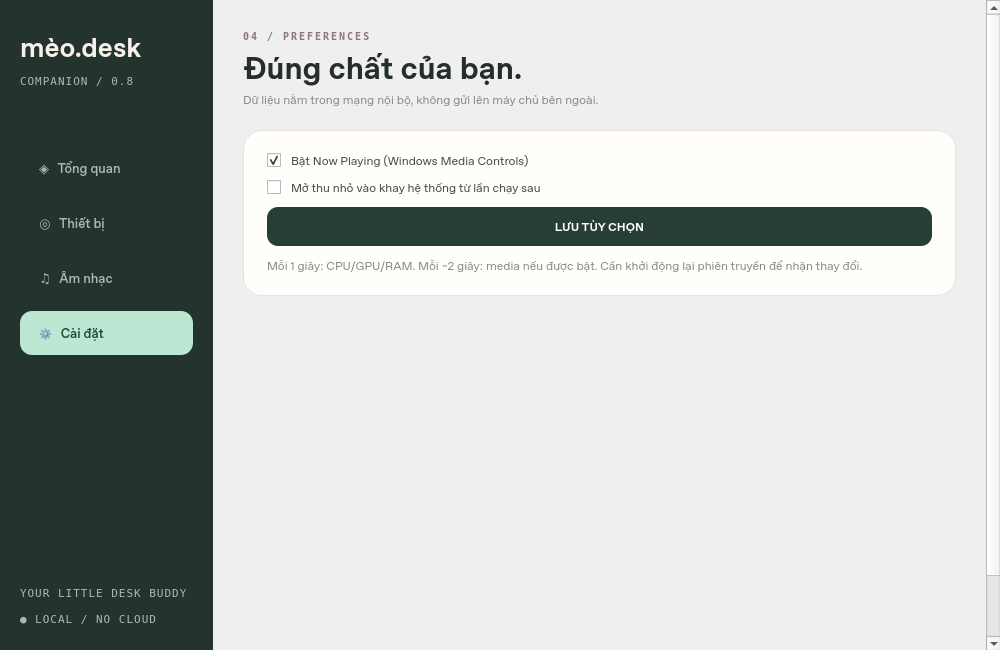 mèo.desk
COMPANION / 0.8
◈ Tổng quan
◎ Thiết bị
♫ Âm nhạc
⚙️ Cài đặt
YOUR LITTLE DESK BUDDY
● LOCAL / NO CLOUD
04 / PREFERENCES
Đúng chất của bạn.
Dữ liệu nằm trong mạng nội bộ, không gửi lên máy chủ bên ngoài.
Bật Now Playing (Windows Media Controls)
Mở thu nhỏ vào khay hệ thống từ lần chạy sau
LƯU TÙY CHỌN
Mỗi 1 giây: CPU/GPU/RAM. Mỗi ~2 giây: media nếu được bật. Cần khởi động lại phiên truyền để nhận thay đổi.